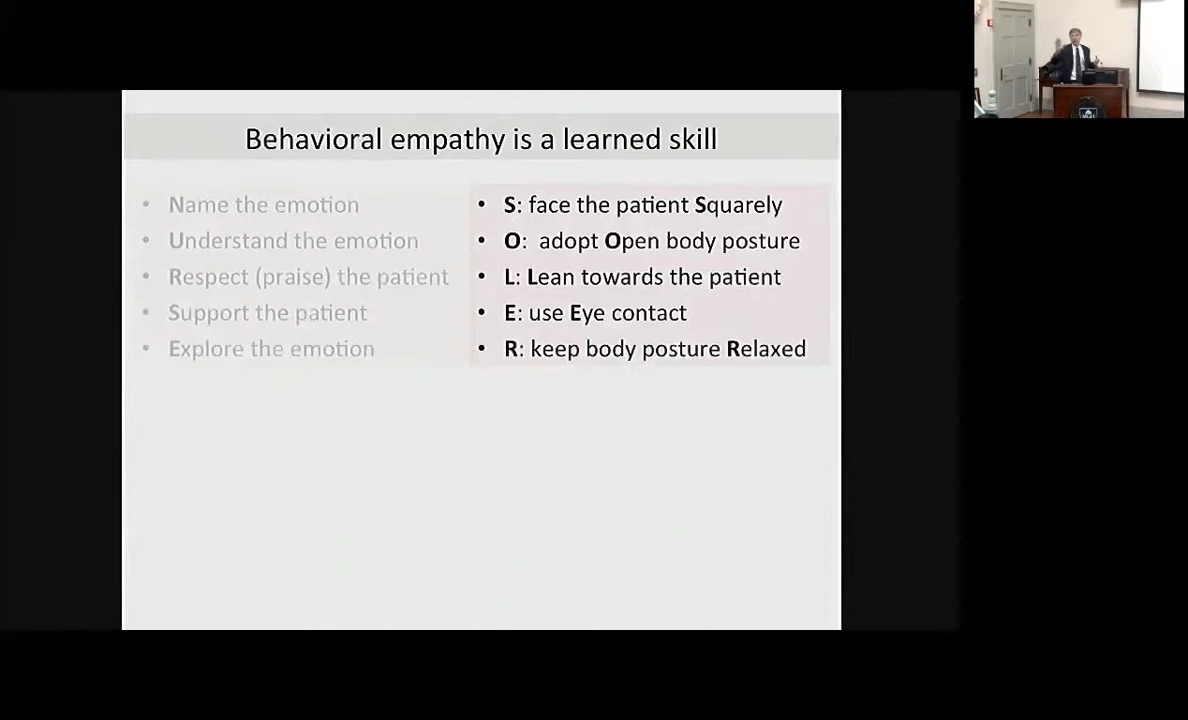 Behavioral empathy is a learned skill
• Name the emotion
• Understand the emotion
• Respect (praise) the patient
• Support the patient
• Explore the emotion
• S: face the patient Squarely
• O: adopt Open body posture
• L: Lean towards the patient
• E: use Eye contact
• R: keep body posture Relaxed